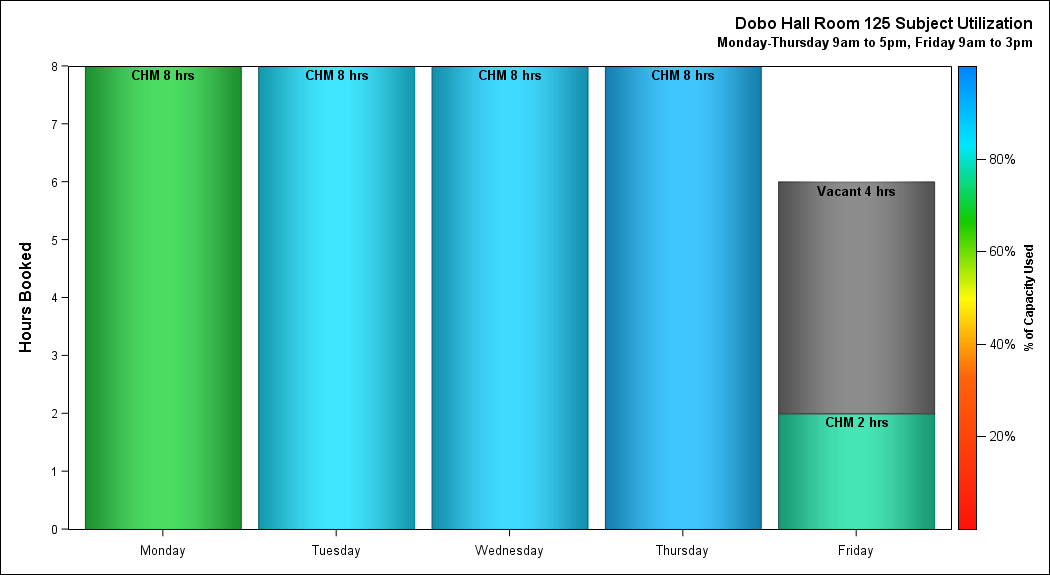 Dobo Hall Room 125 Subject Utilization
Monday-Thursday 9am to 5pm, Friday 9am to 3pm
Hours Booked
8
7
6
5
4
3
2
1
0
CHM 8 hrs
CHM 8 hrs
CHM 8 hrs
CHM 8 hrs
Vacant 4 hrs
CHM 2 hrs
Monday
Tuesday
Wednesday
Thursday
Friday
80%
60%
40%
20%
% of Capacity Used